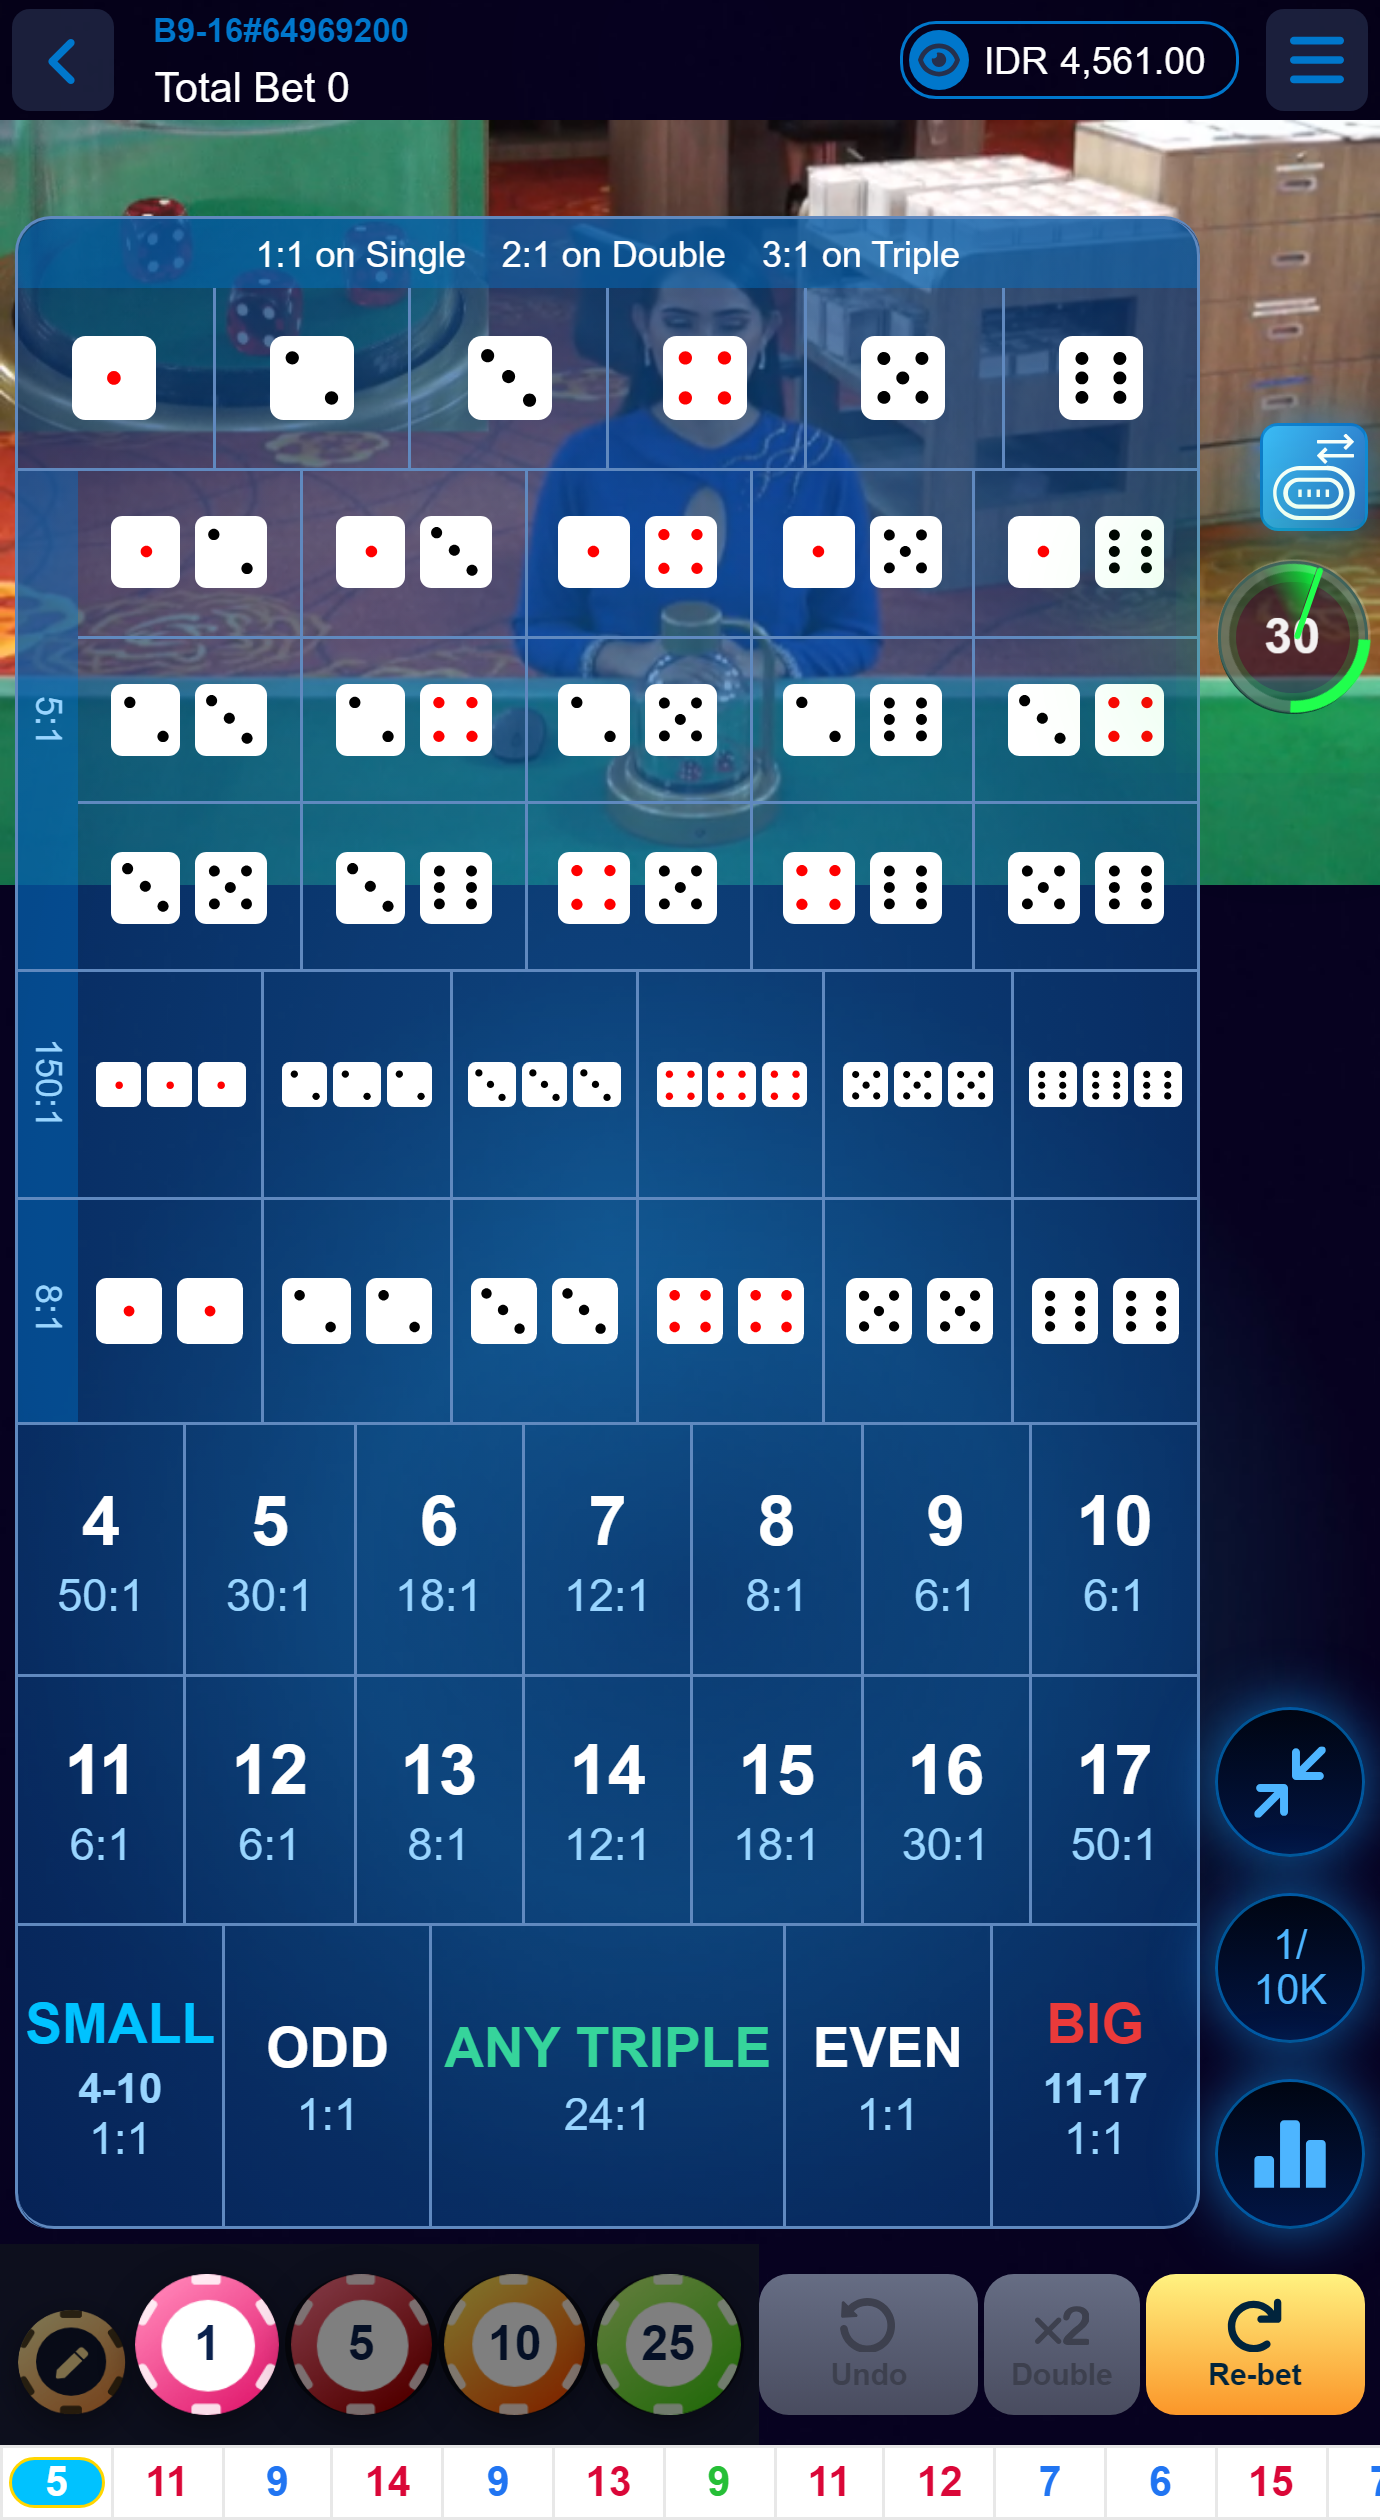 B9-16#64969200
Total Bet 0
IDR 4,561.00
1:1 on Single 2:1 on Double 3:1 on Triple
30
5:1
150:1
8:1
4 5 6 7 8 9 10
50:1 30:1 18:1 12:1 8:1 6:1 6:1
11 12 13 14 15 16 17
6:1 6:1 8:1 12:1 18:1 30:1 50:1
1/
10K
SMALL
4-10
1:1
ODD
1:1
ANY TRIPLE
24:1
EVEN
1:1
BIG
11-17
1:1
1 5 10 25
Undo
x2
Double
Re-bet
5 11 9 14 9 13 9 11 12 7 6 15